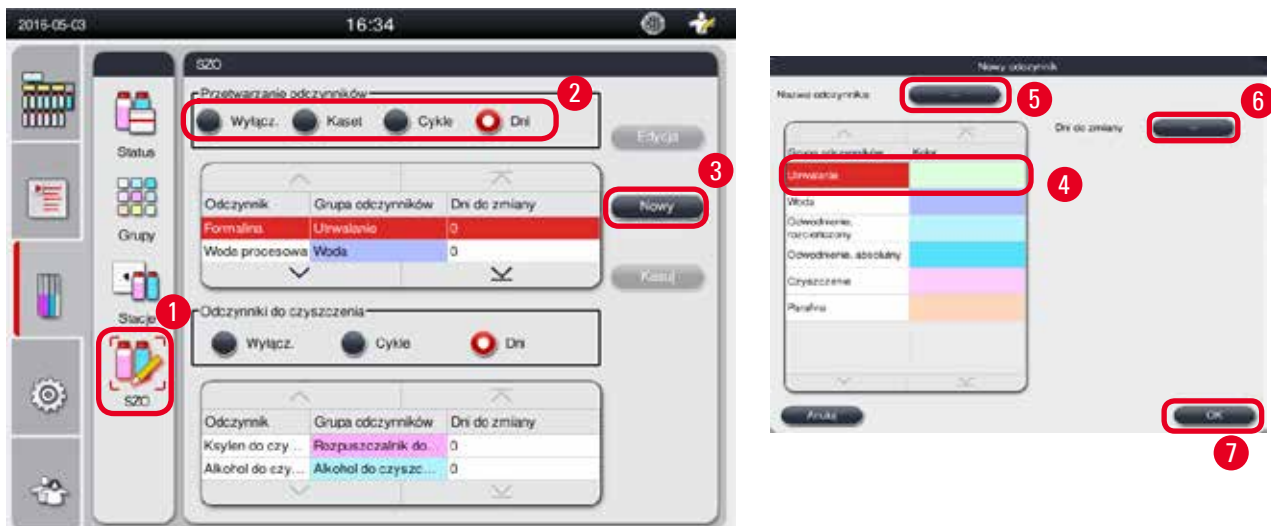 2016-05-03
16:34
SZO
Przetwarzanie odczynników
2
Wyłącz.
Kaset
Cykle
Dni
Edycja
Status
3
Odczynnik
Grupa odczynników
Dni do zmiany
Nowy
Formalina
Utrwalanie
0
Woda procesowa
Woda
0
Grupy
Kasuj
Stacje
1
Odczynniki do czyszczenia
Wyłącz.
Cykle
Dni
SZO
Odczynnik
Grupa odczynników
Dni do zmiany
Ksylen do czy ...
Rozpuszczalnik do.
0
Alkohol do czy....
Alkohol do czyszc...
0
Nowy odczynnik
Nazwa odczynnika:
5
6
Dni do zmiany
Grupa odczynników
Kolor
Utrwalanie
4
Woda
Odwodnienie,
rozcieńczony
Odwodnienie, absolutny
Czyszczenie
Parafina
Anuluj
OK
7